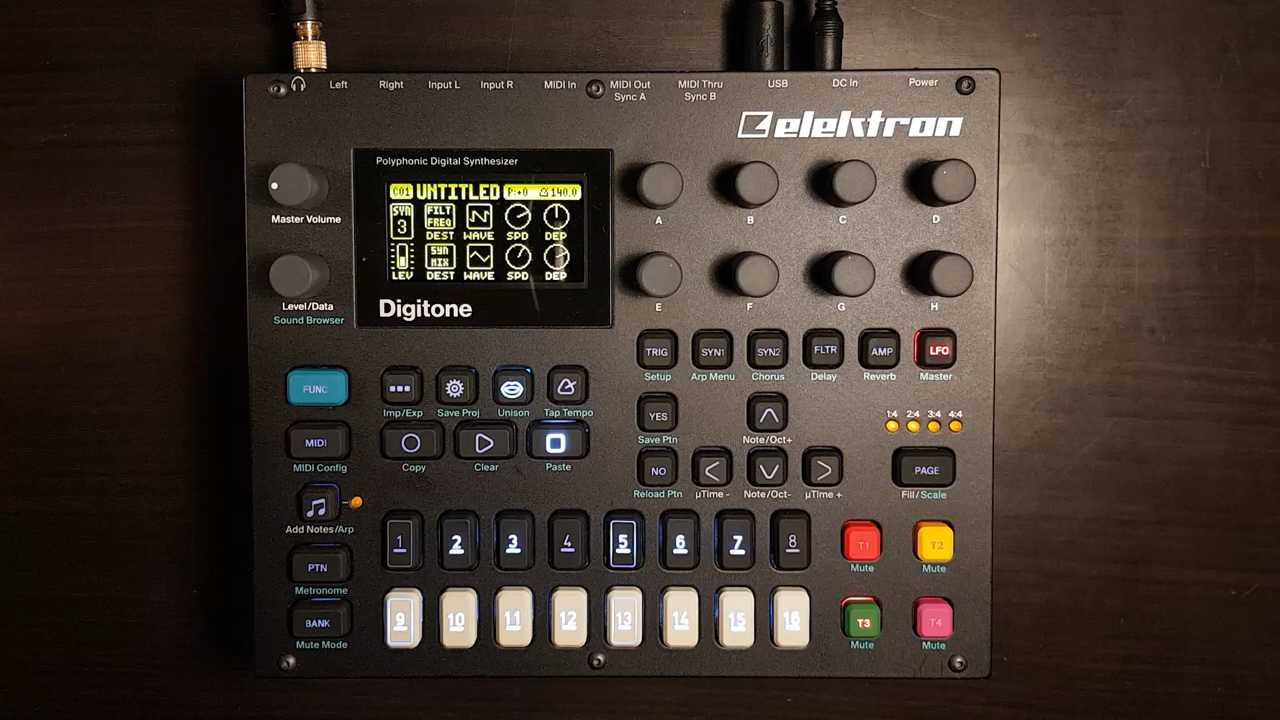 Left Right Input L Input R MIDI In MIDI Out MIDI Thru USB DC In Power
Sync A Sync B
elektron
Polyphonic Digital Synthesizer
C01 UNTITLED P:+0 140.0
SYN 3 FILT FREQ
DEST WAVE SPD DEP
SYN MIX
LEV DEST WAVE SPD DEP
Digitone
Master Volume
Level/Data
Sound Browser
A B C D
E F G H
TRIG SYN1 SYN2 FLTR AMP LFO
Setup Arp Menu Chorus Delay Reverb Master
FUNC
Imp/Exp Save Proj Unison Tap Tempo
YES
Save Ptn Note/Oct+
1:4 2:4 3:4 4:4
MIDI
MIDI Config
Copy Clear Paste
NO PAGE
Reload Ptn µTime - Note/Oct- µTime + Fill/Scale
Add Notes/Arp
PTN
Metronome
BANK
Mute Mode
1 2 3 4 5 6 7 8
9 10 11 12 13 14 15 16
T1 T2
Mute Mute
T3 T4
Mute Mute